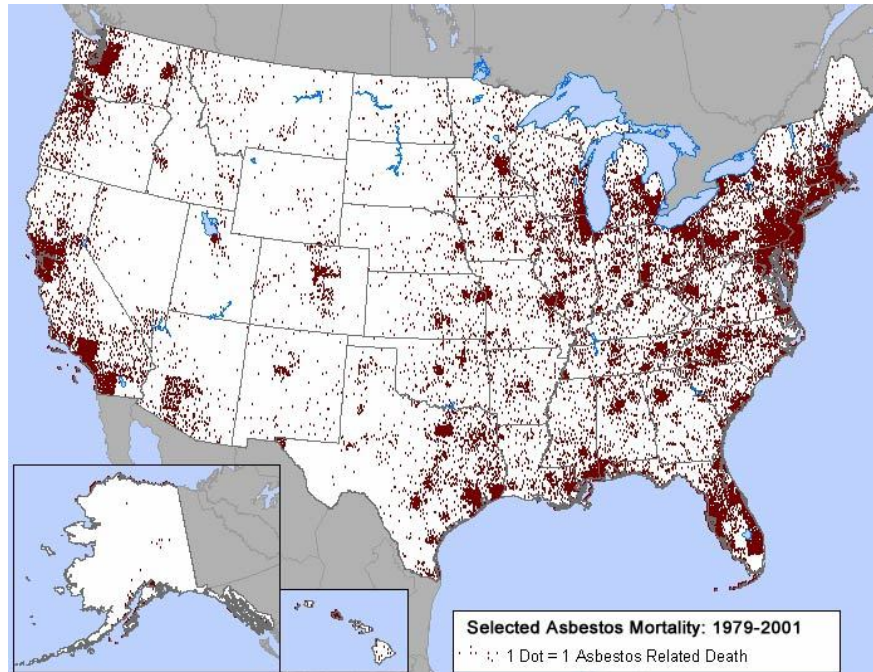 Selected Asbestos Mortality: 1979-2001
1 Dot = 1 Asbestos Related Death